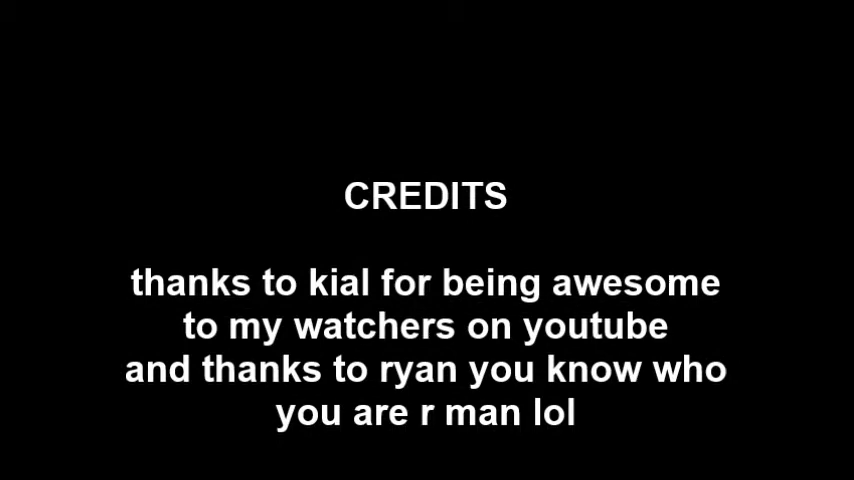 CREDITS
thanks to kial for being awesome
to my watchers on youtube
and thanks to ryan you know who
you are r man lol